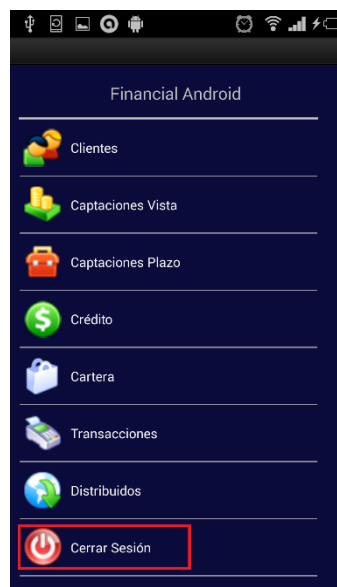 Financial Android
Clientes
Captaciones Vista
Captaciones Plazo
Crédito
Cartera
Transacciones
Distribuidos
Cerrar Sesión